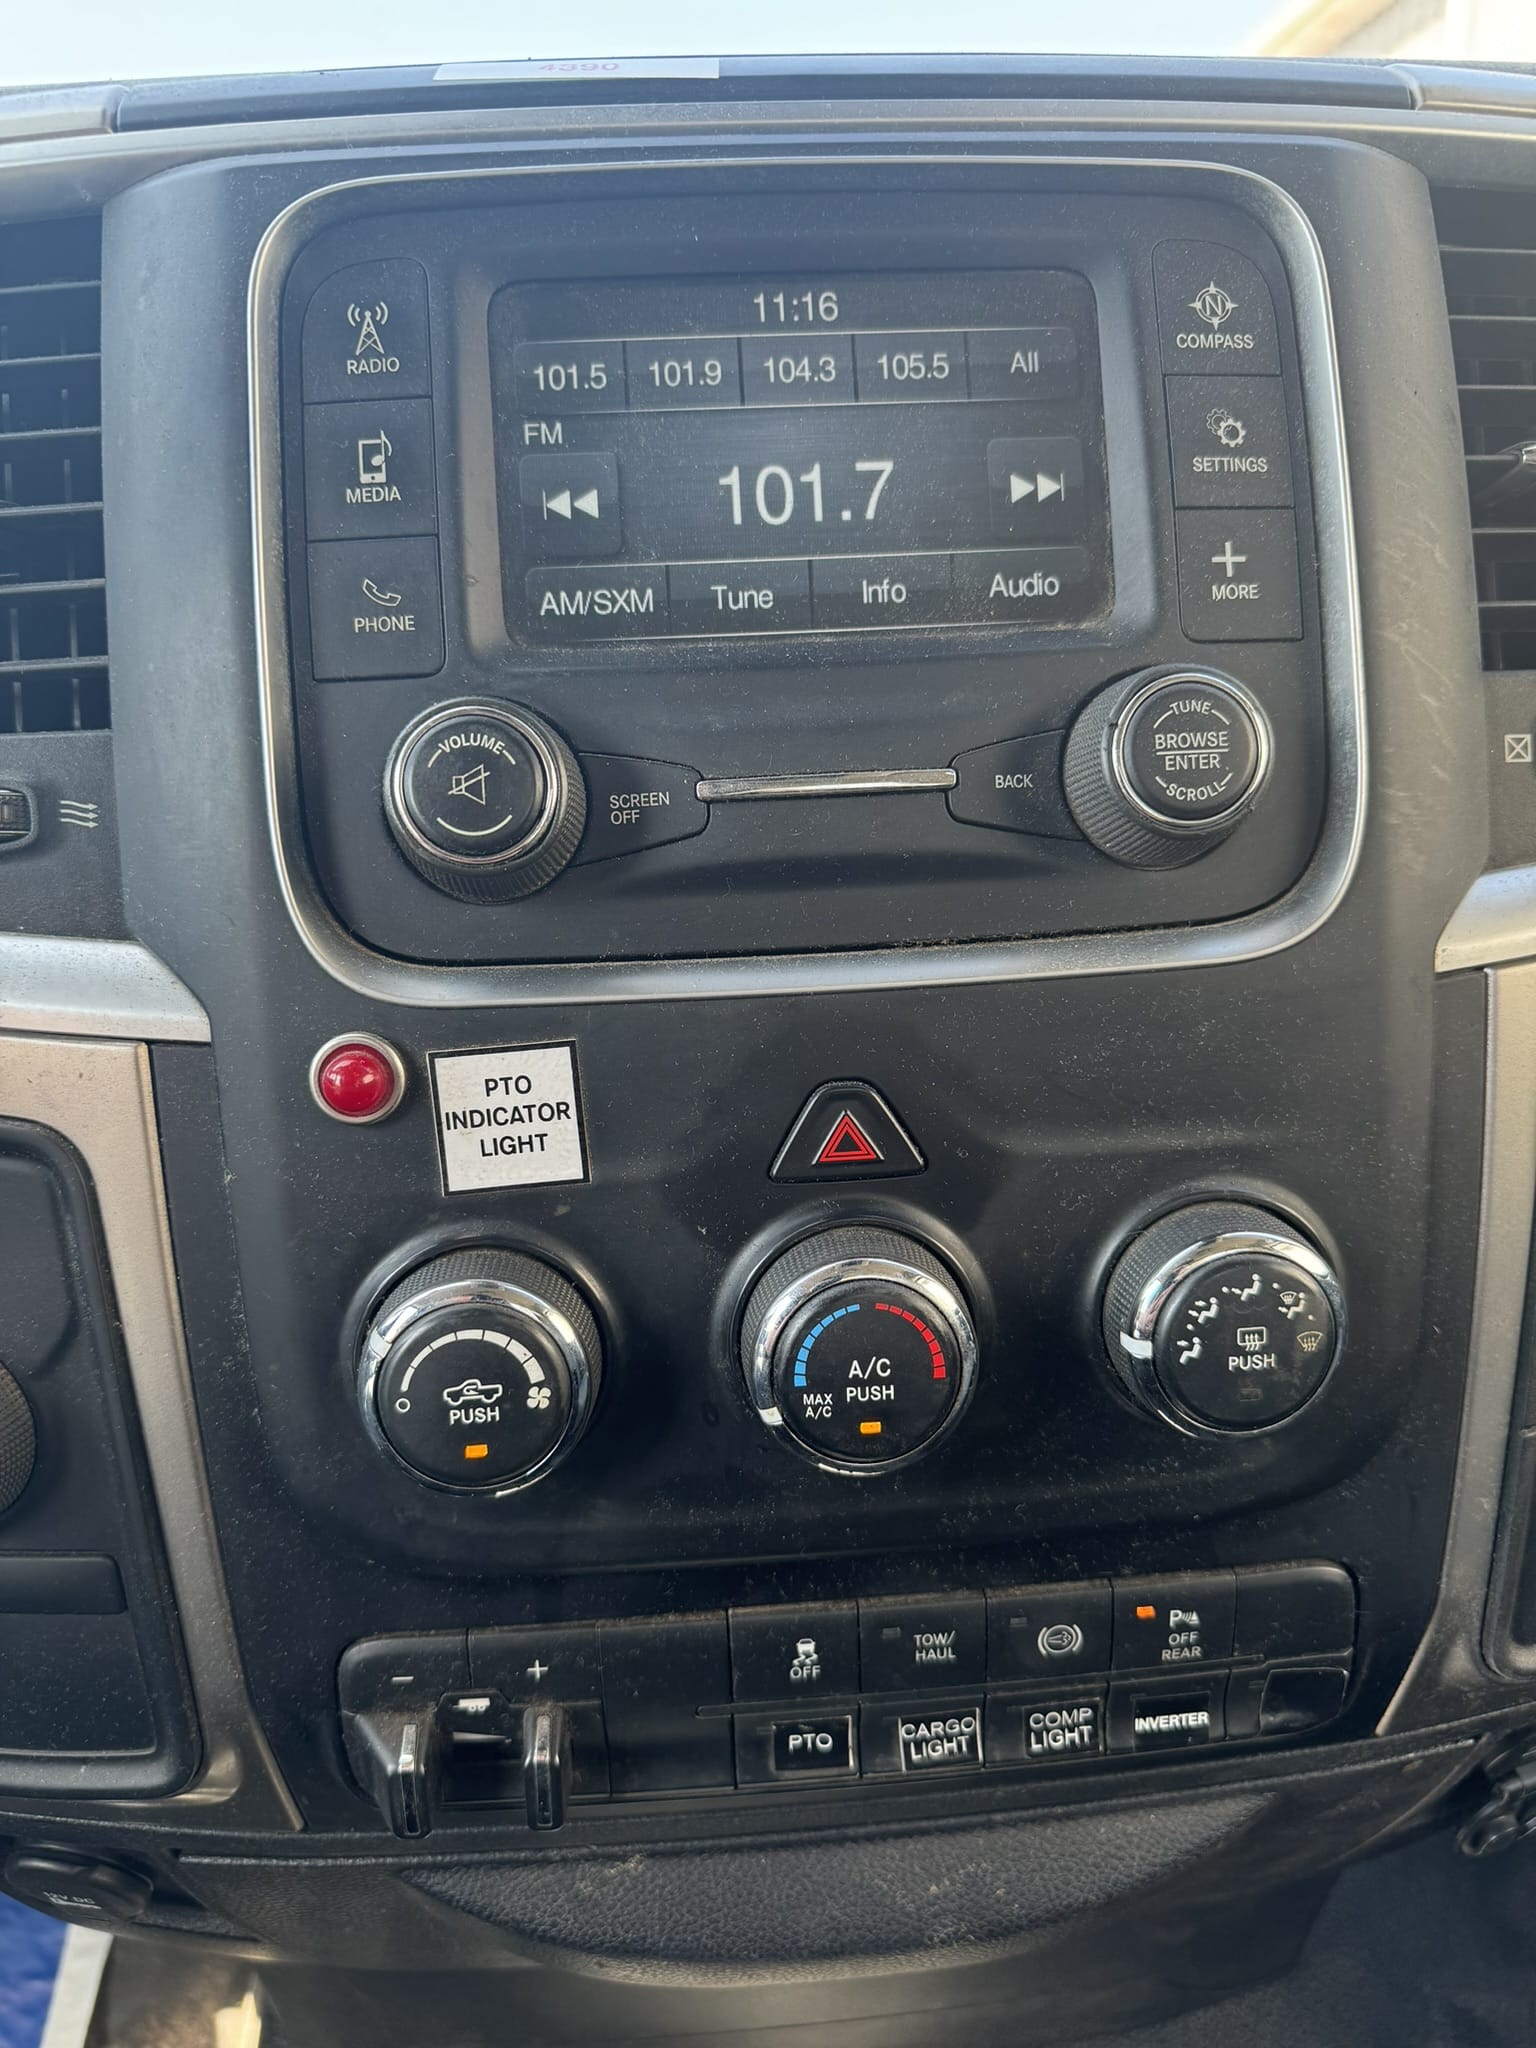 4390
11:16
101.5 101.9 104.3 105.5 All
FM
101.7
AM/SXM Tune Info Audio
RADIO
MEDIA
PHONE
N
COMPASS
SETTINGS
MORE
VOLUME
SCREEN
OFF
BACK
TUNE
BROWSE
ENTER
SCROLL
PTO
INDICATOR
LIGHT
PUSH
A/C
PUSH
MAX
A/C
PUSH
- +
OFF
TOW/
HAUL
P
OFF
REAR
PTO
CARGO
LIGHT
COMP
LIGHT
INVERTER
12V DC